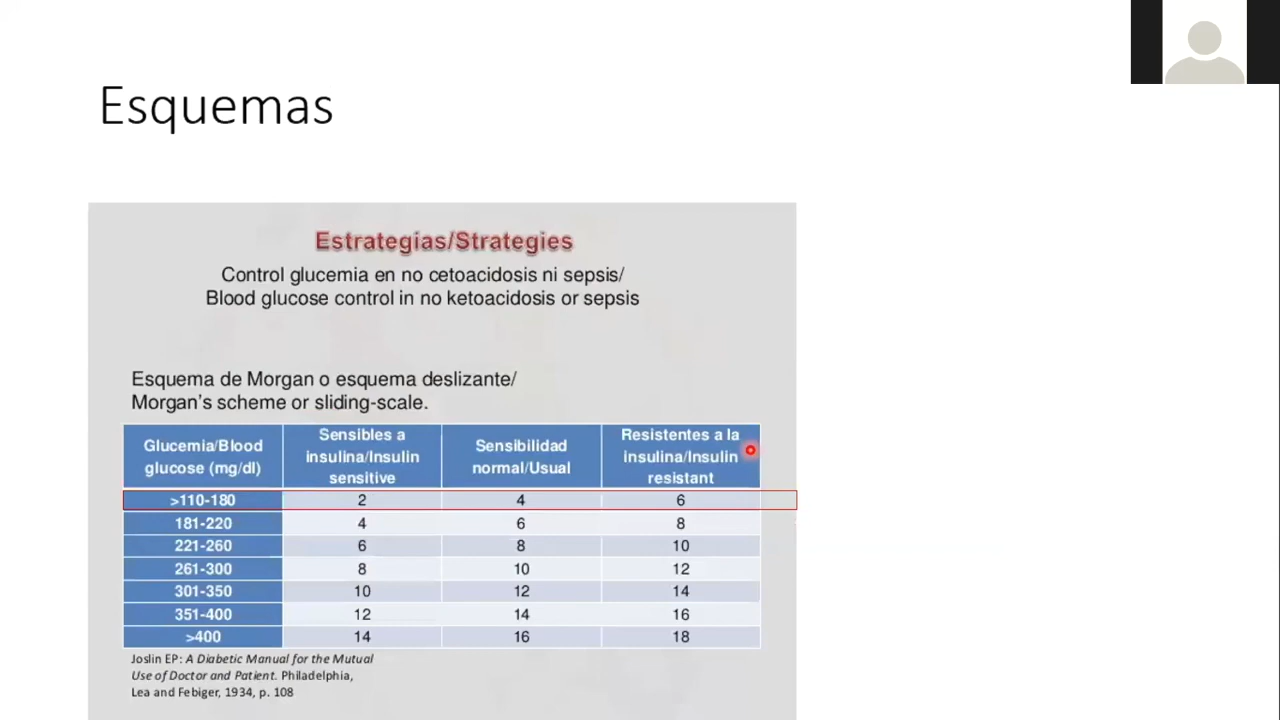 Esquemas
Estrategias/Strategies
Control glucemia en no cetoacidosis ni sepsis/
Blood glucose control in no ketoacidosis or sepsis
Esquema de Morgan o esquema deslizante/
Morgan's scheme or sliding-scale.
Glucemia/Blood glucose (mg/dl) Sensibles a insulina/Insulin sensitive Sensibilidad normal/Usual Resistentes a la insulina/Insulin resistant
>110-180 2 4 6
181-220 4 6 8
221-260 6 8 10
261-300 8 10 12
301-350 10 12 14
351-400 12 14 16
>400 14 16 18
Joslin EP: A Diabetic Manual for the Mutual
Use of Doctor and Patient. Philadelphia,
Lea and Febiger, 1934, p. 108